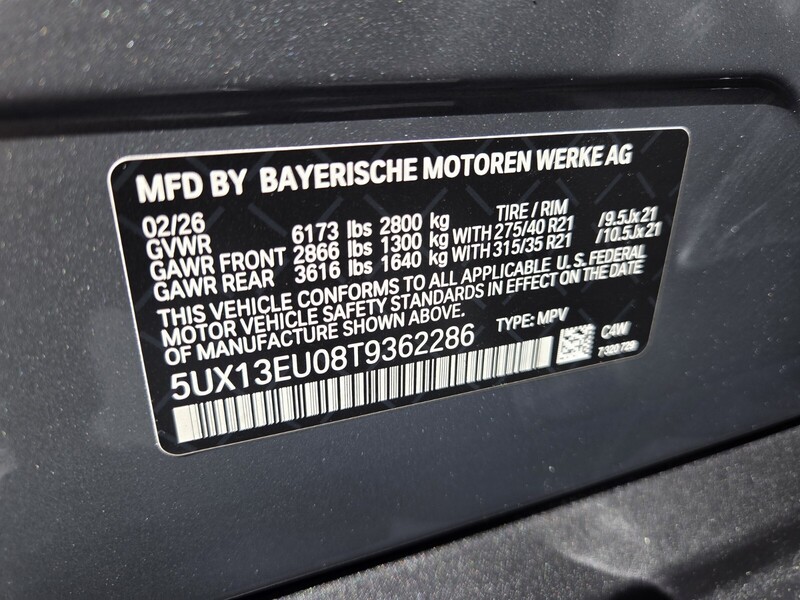 MFD BY BAYERISCHE MOTOREN WERKE AG
02/26 TIRE / RIM
GVWR 6173 lbs 2800 kg
GAWR FRONT 2866 lbs 1300 kg WITH 275/40 R21 /9.5Jx21
GAWR REAR 3616 lbs 1640 kg WITH 315/35 R21 /10.5Jx21
THIS VEHICLE CONFORMS TO ALL APPLICABLE U.S. FEDERAL
MOTOR VEHICLE SAFETY STANDARDS IN EFFECT ON THE DATE
OF MANUFACTURE SHOWN ABOVE.
5UX13EU08T9362286 TYPE: MPV
C4W
7 320 728